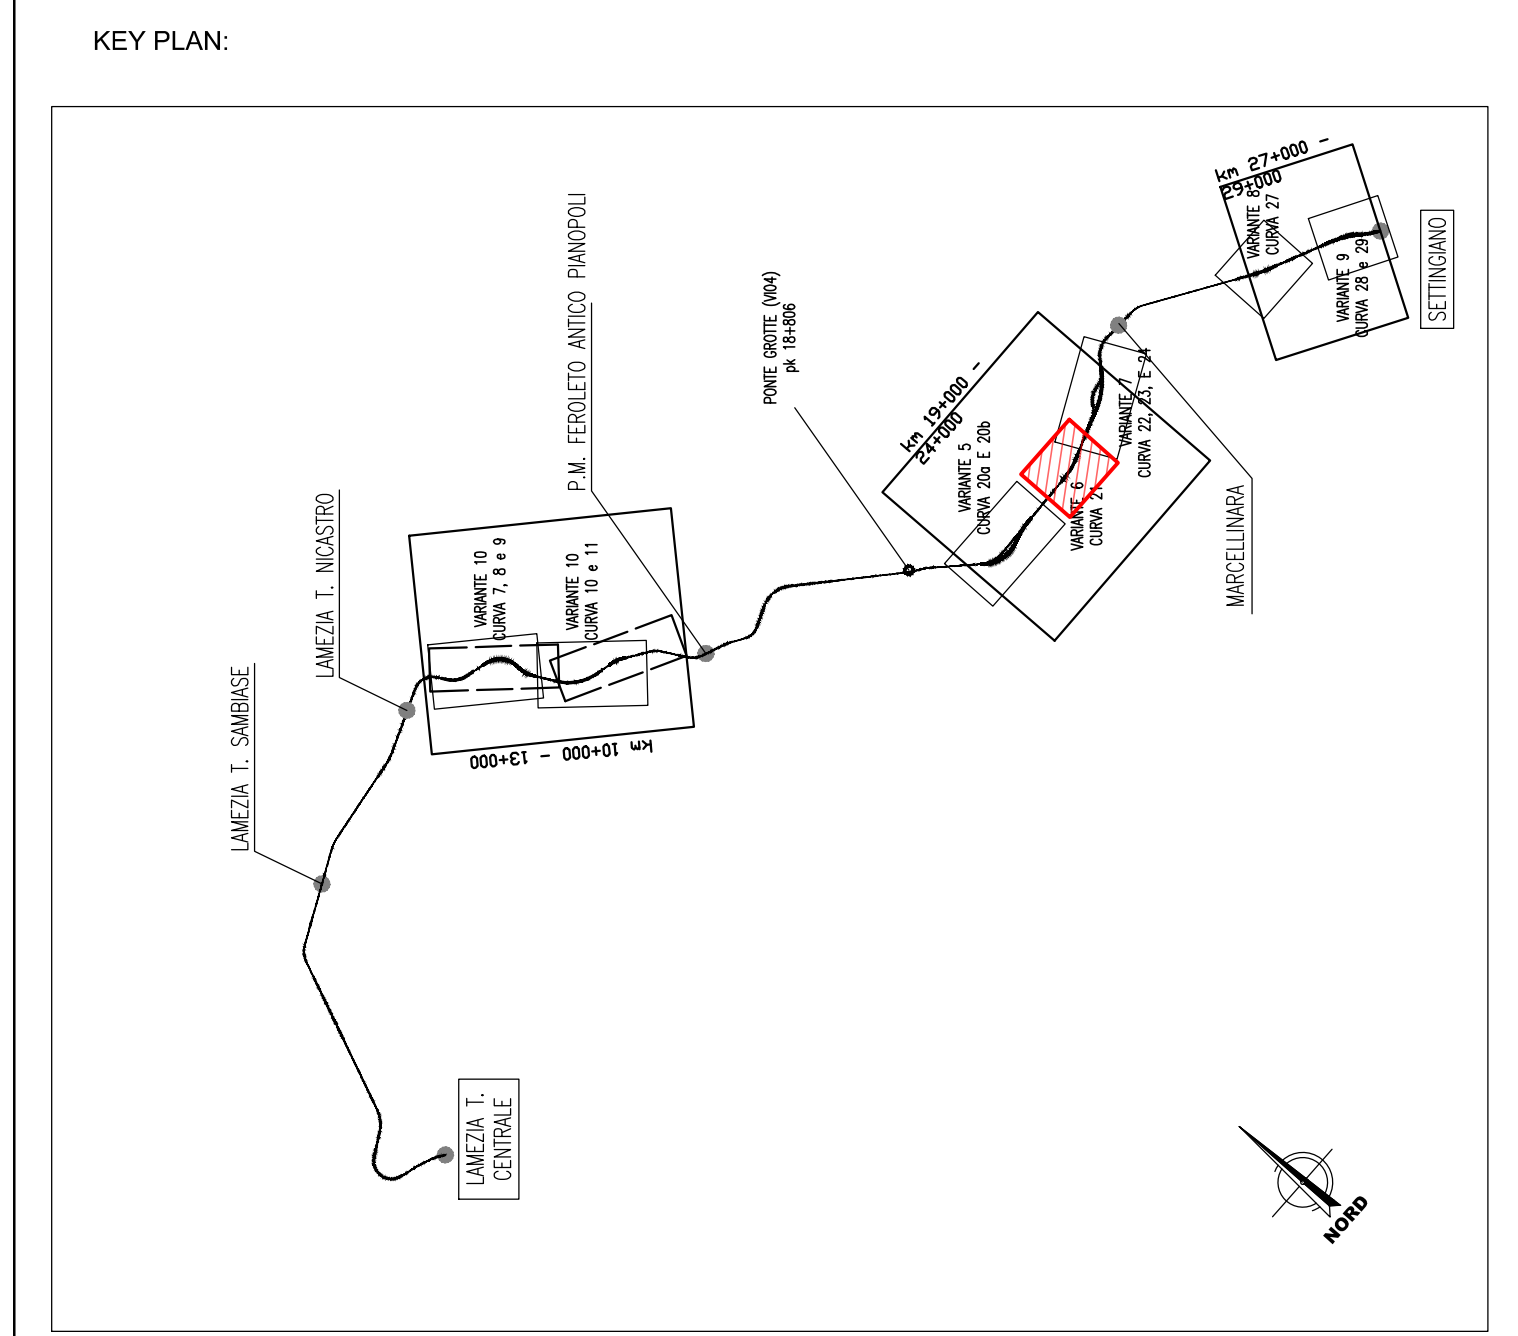 KEY PLAN:
km 27+000 -
29+000
VARIANTE 8
CURVA 27
VARIANTE 9
CURVA 28 e 29
SETTINGIANO
P.M. FEROLETO ANTICO PIANOPOLI
PONTE GROTTE (VI04)
pk 18+806
km 19+000 -
24+000
VARIANTE 5
CURVA 20a E 20b
VARIANTE 6
CURVA 21
VARIANTE 7
CURVA 22, 23, E 24
MARCELLINARA
LAMEZIA T. NICASTRO
VARIANTE 10
CURVA 7, 8 e 9
VARIANTE 10
CURVA 10 e 11
km 10+000 - 13+000
LAMEZIA T. SAMBIASE
LAMEZIA T.
CENTRALE
NORD